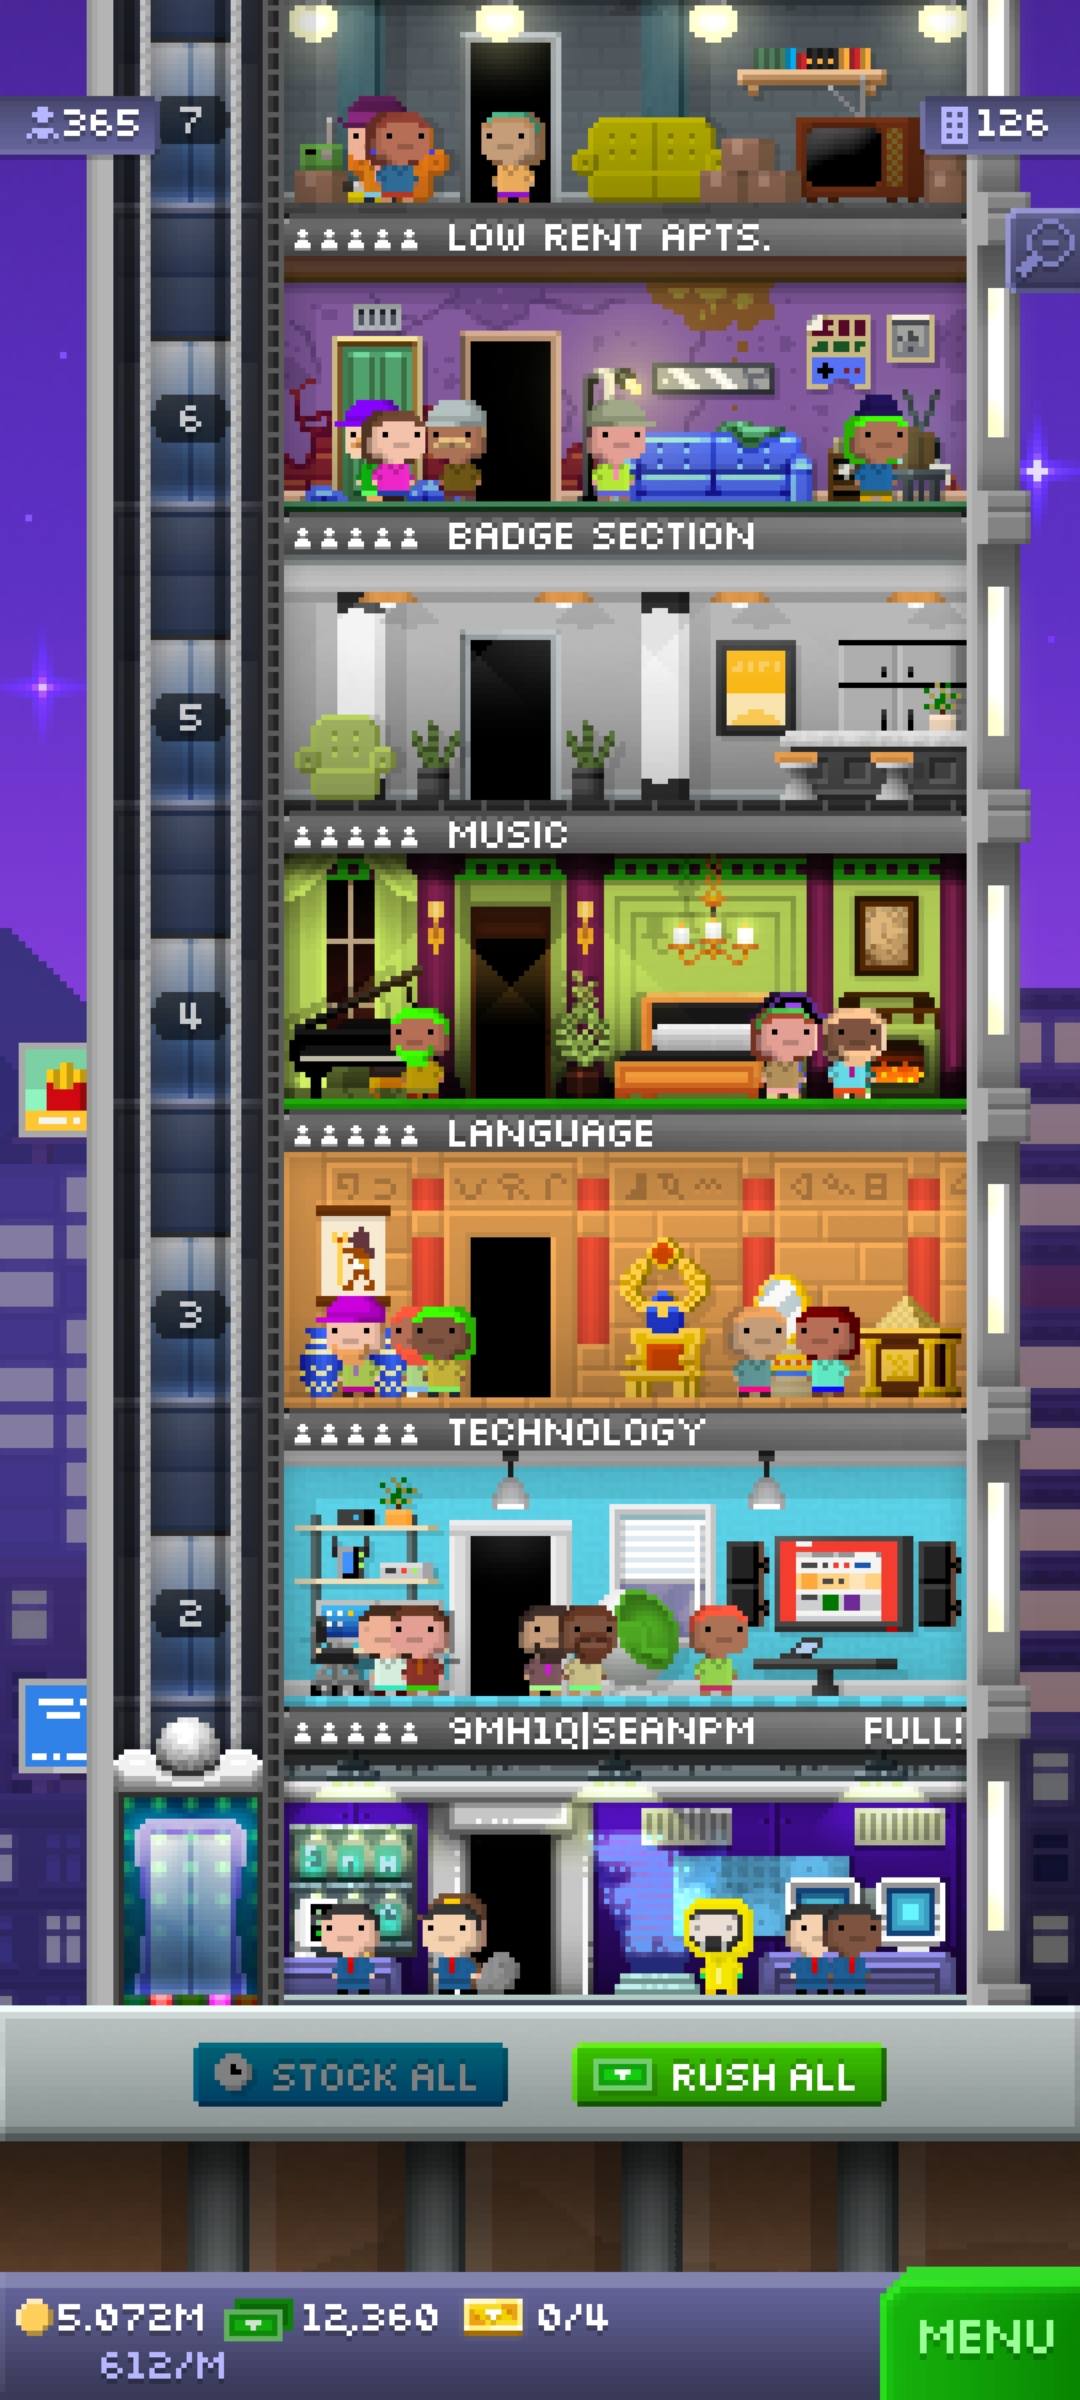 365
7
126
LOW RENT APTS.
6
BADGE SECTION
5
MUSIC
4
LANGUAGE
3
TECHNOLOGY
2
9MH1Q|SEANPM FULL!
STOCK ALL
RUSH ALL
5.072M 12,360 0/4
612/M
MENU